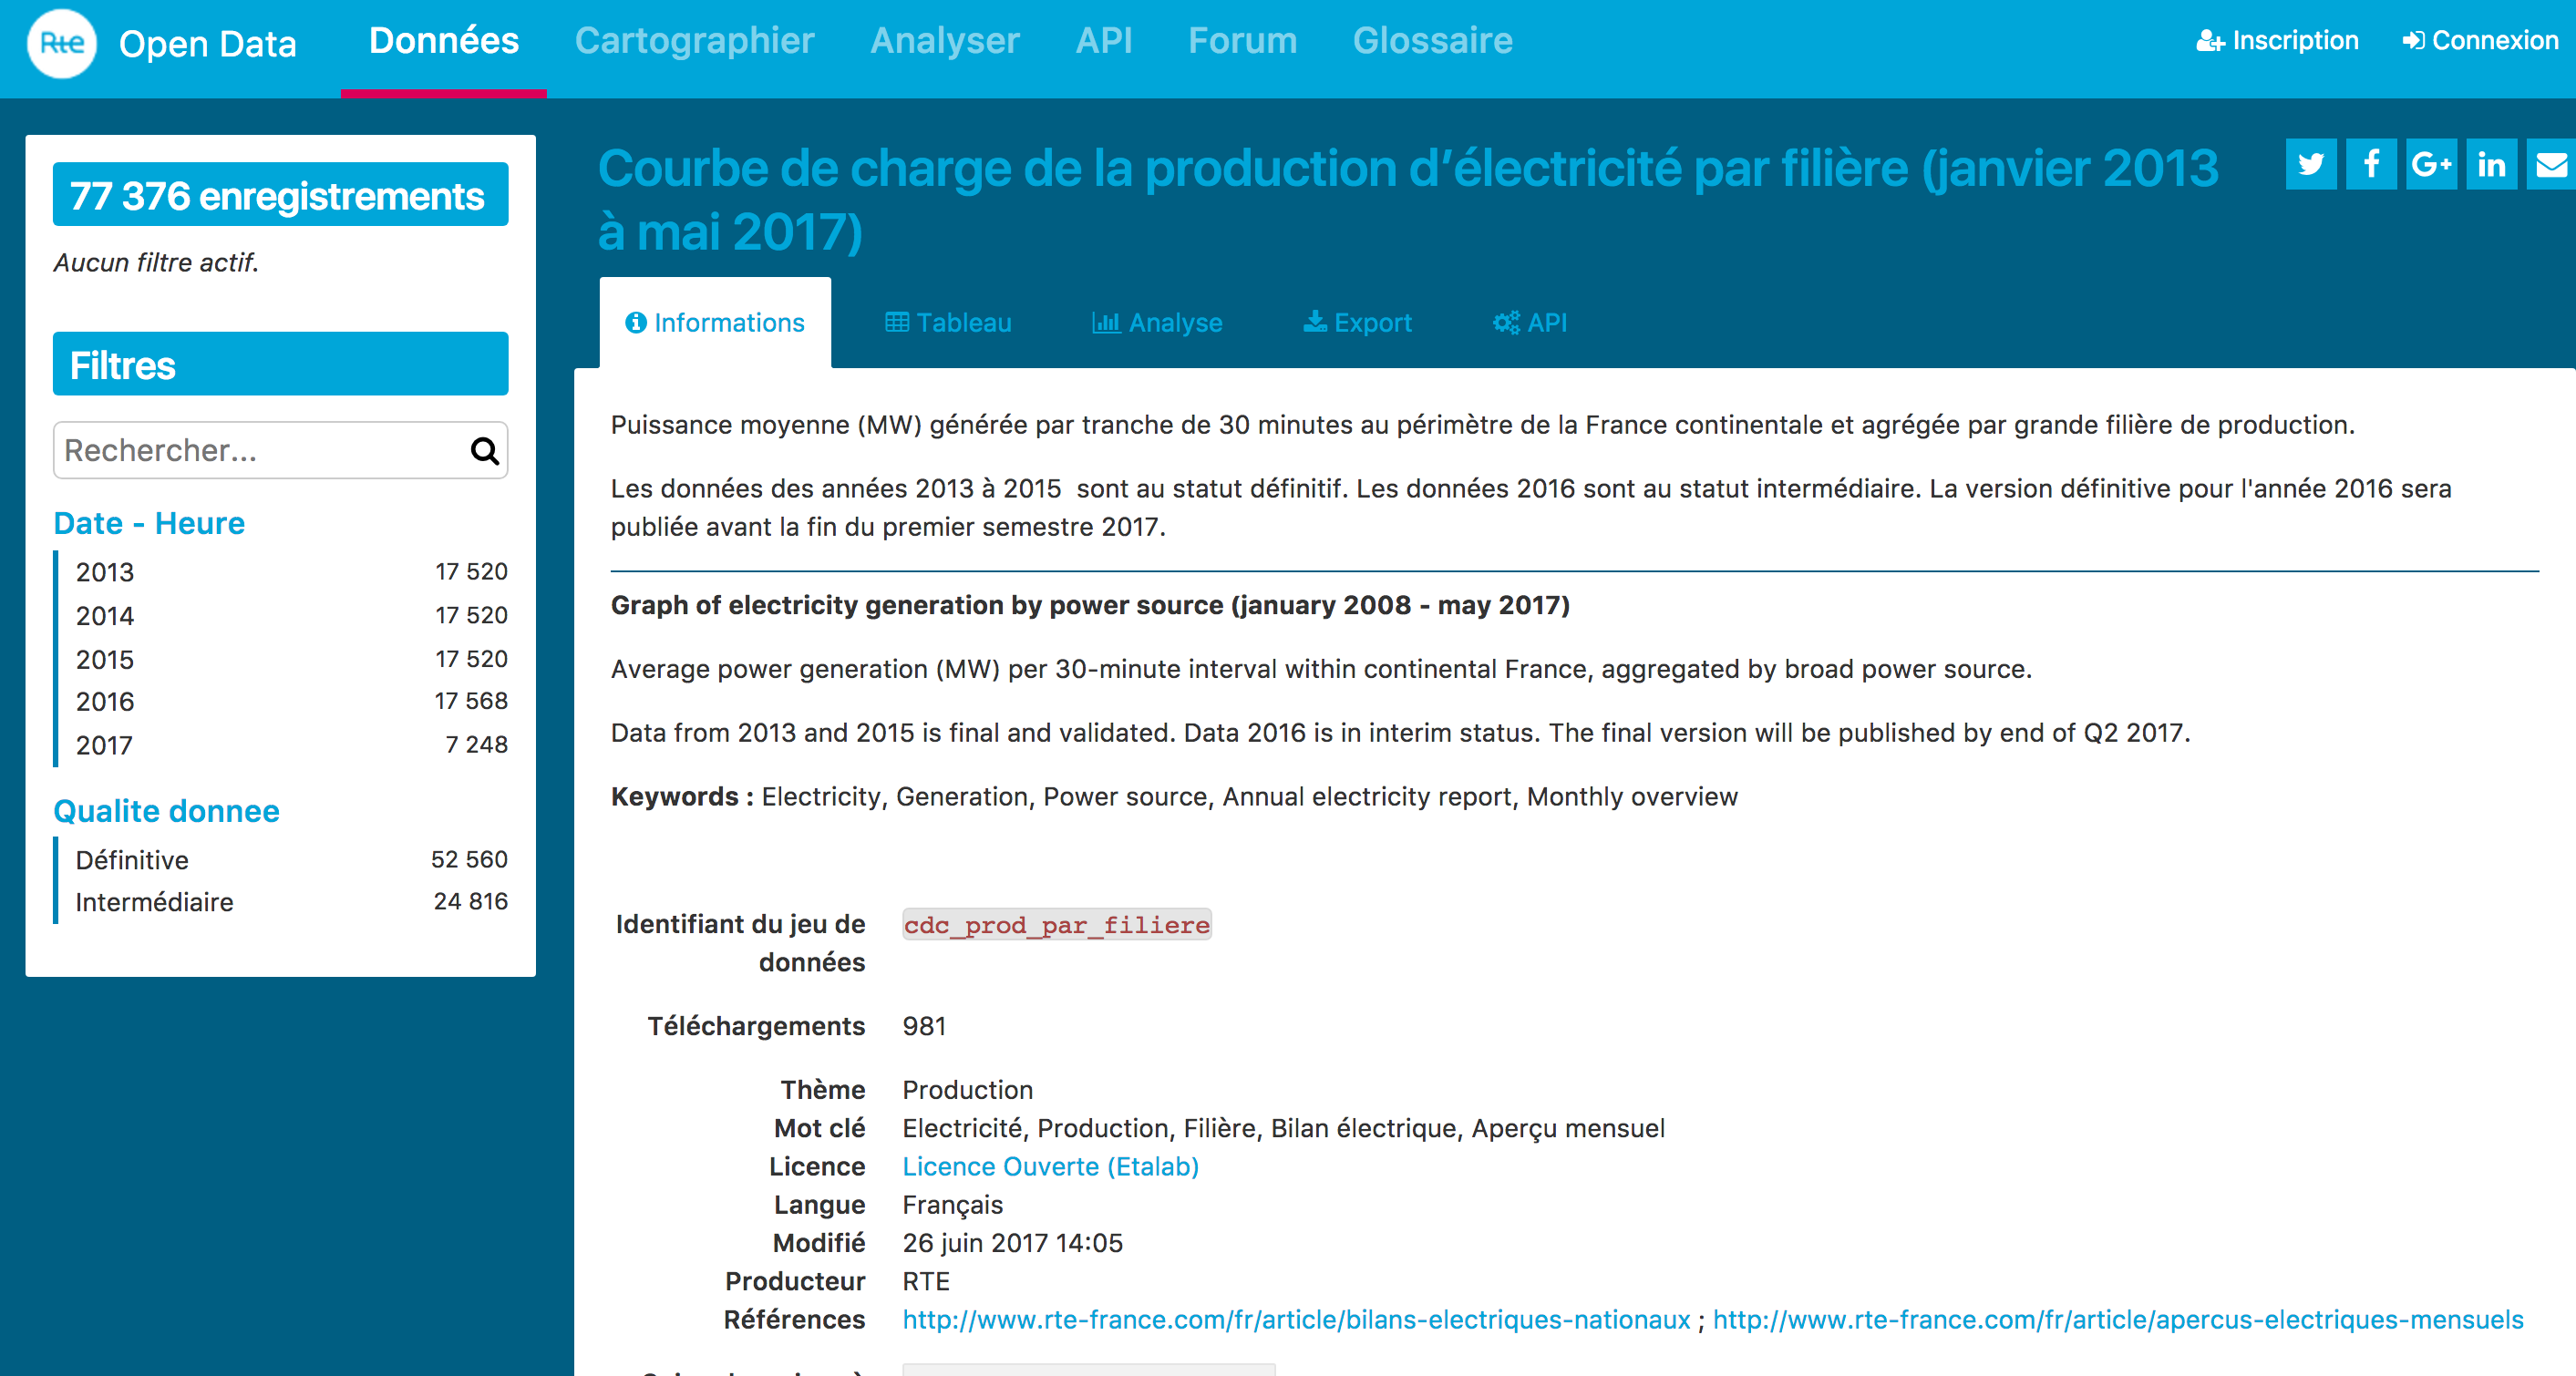 Rte Open Data Données Cartographier Analyser API Forum Glossaire Inscription Connexion
77 376 enregistrements
Aucun filtre actif.
Filtres
Rechercher...
Date - Heure
2013 17 520
2014 17 520
2015 17 520
2016 17 568
2017 7 248
Qualite donnee
Définitive 52 560
Intermédiaire 24 816
Courbe de charge de la production d’électricité par filière (janvier 2013
à mai 2017)
Informations Tableau Analyse Export API
Puissance moyenne (MW) générée par tranche de 30 minutes au périmètre de la France continentale et agrégée par grande filière de production.
Les données des années 2013 à 2015  sont au statut définitif. Les données 2016 sont au statut intermédiaire. La version définitive pour l'année 2016 sera
publiée avant la fin du premier semestre 2017.
Graph of electricity generation by power source (january 2008 - may 2017)
Average power generation (MW) per 30-minute interval within continental France, aggregated by broad power source.
Data from 2013 and 2015 is final and validated. Data 2016 is in interim status. The final version will be published by end of Q2 2017.
Keywords : Electricity, Generation, Power source, Annual electricity report, Monthly overview
Identifiant du jeu de cdc_prod_par_filiere
données
Téléchargements 981
Thème Production
Mot clé Electricité, Production, Filière, Bilan électrique, Aperçu mensuel
Licence Licence Ouverte (Etalab)
Langue Français
Modifié 26 juin 2017 14:05
Producteur RTE
Références http://www.rte-france.com/fr/article/bilans-electriques-nationaux ; http://www.rte-france.com/fr/article/apercus-electriques-mensuels